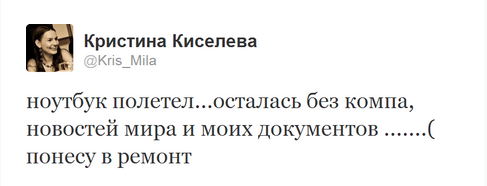 Кристина Киселева
@Kris_Mila
ноутбук полетел...осталась без компа,
новостей мира и моих документов .......(
понесу в ремонт